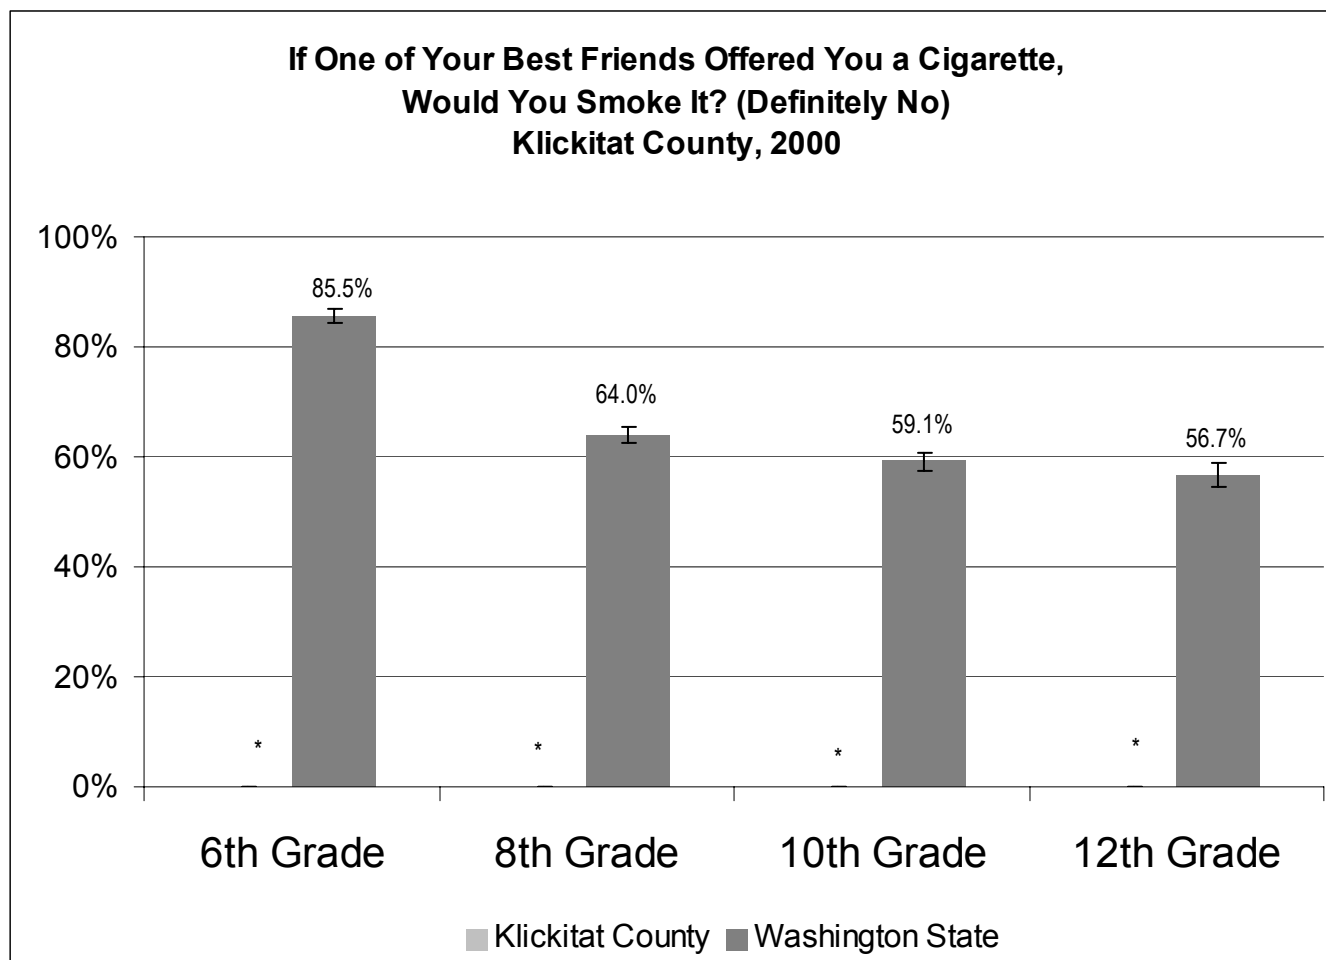 If One of Your Best Friends Offered You a Cigarette,
Would You Smoke It? (Definitely No)
Klickitat County, 2000
100%
80%
60%
40%
20%
0%
85.5%
64.0%
59.1%
56.7%
* * * *
6th Grade 8th Grade 10th Grade 12th Grade
Klickitat County Washington State